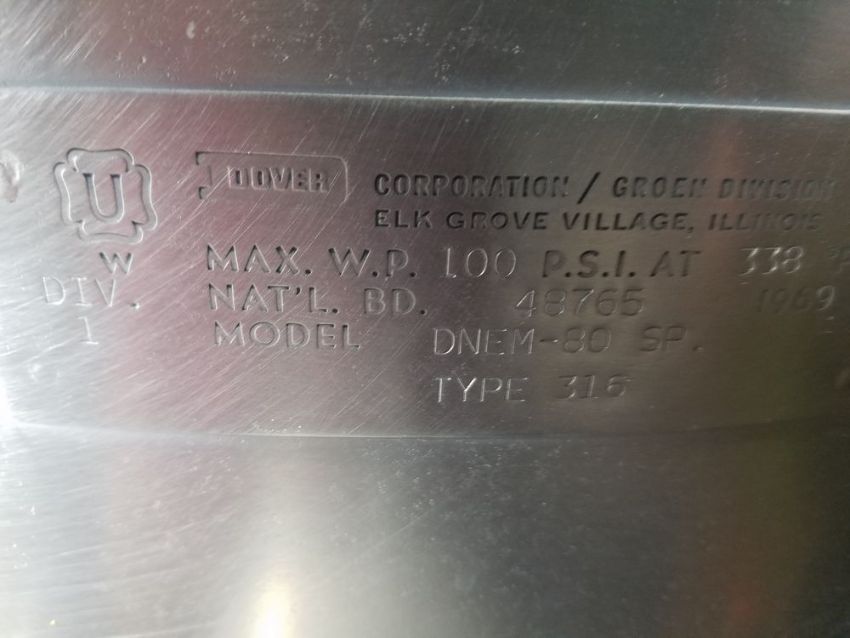 U DOVER CORPORATION / GROEN DIVISION
ELK GROVE VILLAGE, ILLINOIS
W MAX. W.P. 100 P.S.I. AT 338 °F
DIV. NAT'L. BD. 48765 1969
1 MODEL DNEM-80 SP.
TYPE 316